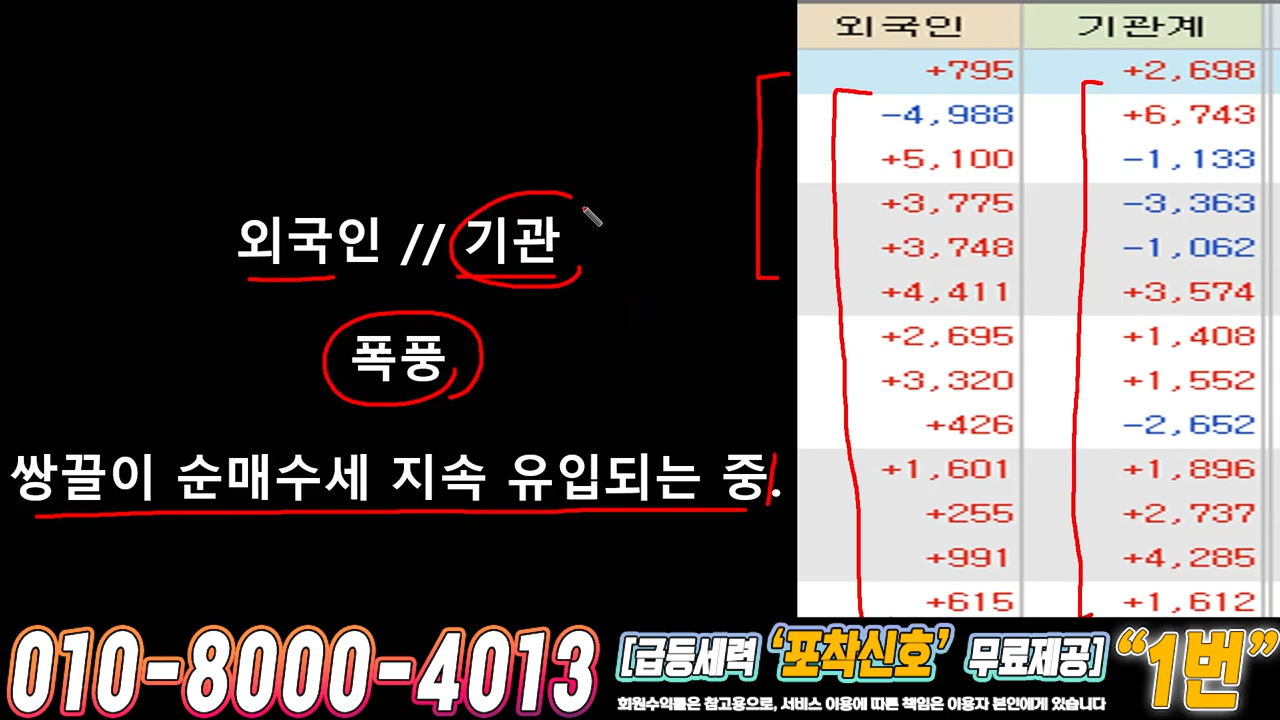 외국인 // 기관
폭풍
쌍끌이 순매수세 지속 유입되는 중.
외국인 기관계
+795 +2,698
-4,988 +6,743
+5,100 -1,133
+3,775 -3,363
+3,748 -1,062
+4,411 +3,574
+2,695 +1,408
+3,320 +1,552
+426 -2,652
+1,601 +1,896
+255 +2,737
+991 +4,285
+615 +1,612
010-8000-4013 [급등세력 '포착신호' 무료제공] "1번"
회원수익률은 참고용으로, 서비스 이용에 따른 책임은 이용자 본인에게 있습니다